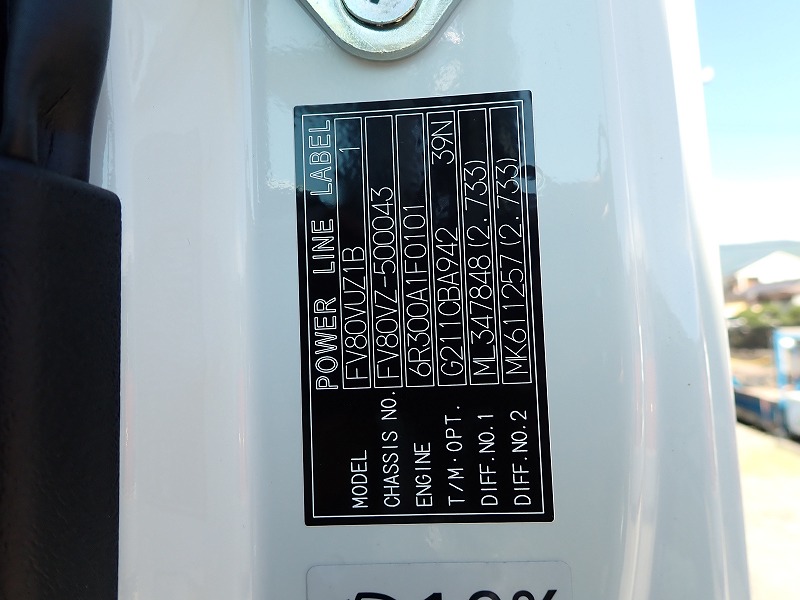 POWER LINE LABEL
MODEL FV80VUZ1B 1
CHASSIS NO. FV80VZ-500043
ENGINE 6R300A1F0101
T/M·OPT. G211CBA942 39N
DIFF.NO.1 ML347848(2.733)
DIFF.NO.2 MK611257(2.733)